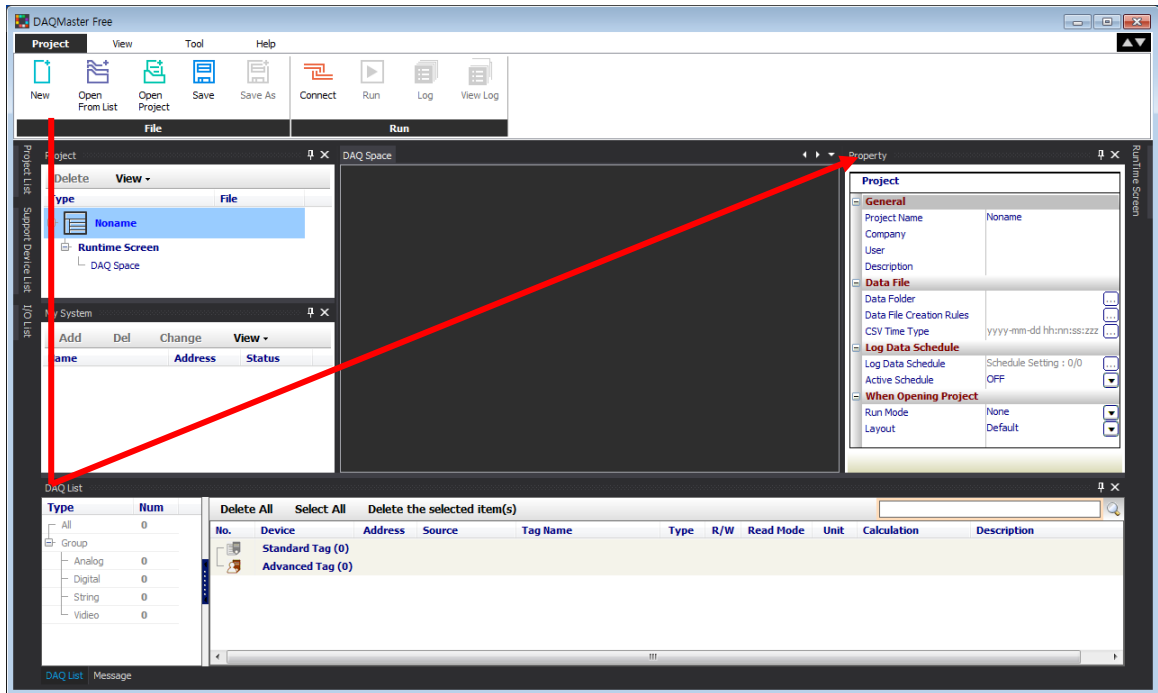 DAQMaster Free
Project View Tool Help
New Open From List Open Project Save Save As Connect Run Log View Log
File Run
Project List
Support Device List
I/O List
Project
Delete View
Type File
Noname
Runtime Screen
DAQ Space
My System
Add Del Change View
Name Address Status
DAQ Space
Property
Project
General
Project Name Noname
Company
User
Description
Data File
Data Folder ...
Data File Creation Rules ...
CSV Time Type yyyy-mm-dd hh:nn:ss:zzz ...
Log Data Schedule
Log Data Schedule Schedule Setting : 0/0 ...
Active Schedule OFF
When Opening Project
Run Mode None
Layout Default
RunTime Screen
DAQ List
Type Num
All 0
Group
Analog 0
Digital 0
String 0
Vidieo 0
Delete All Select All Delete the selected item(s)
No. Device Address Source Tag Name Type R/W Read Mode Unit Calculation Description
Standard Tag (0)
Advanced Tag (0)
DAQ List Message